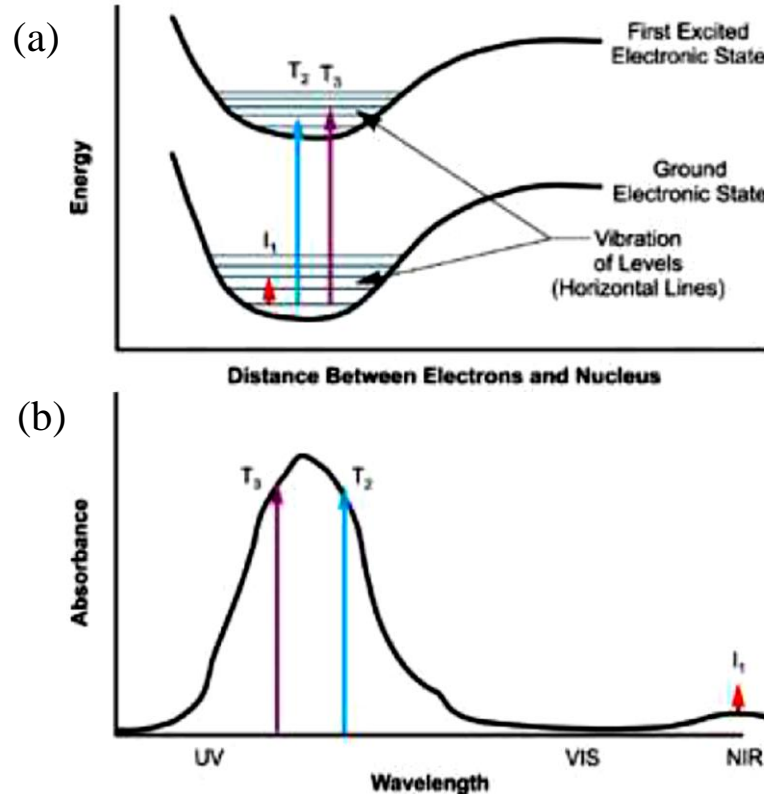 (a)
First Excited
Electronic State
T2 T3
Energy
Ground
Electronic State
I1
Vibration
of Levels
(Horizontal Lines)
Distance Between Electrons and Nucleus
(b)
T3 T2
Absorbance
I1
UV VIS NIR
Wavelength